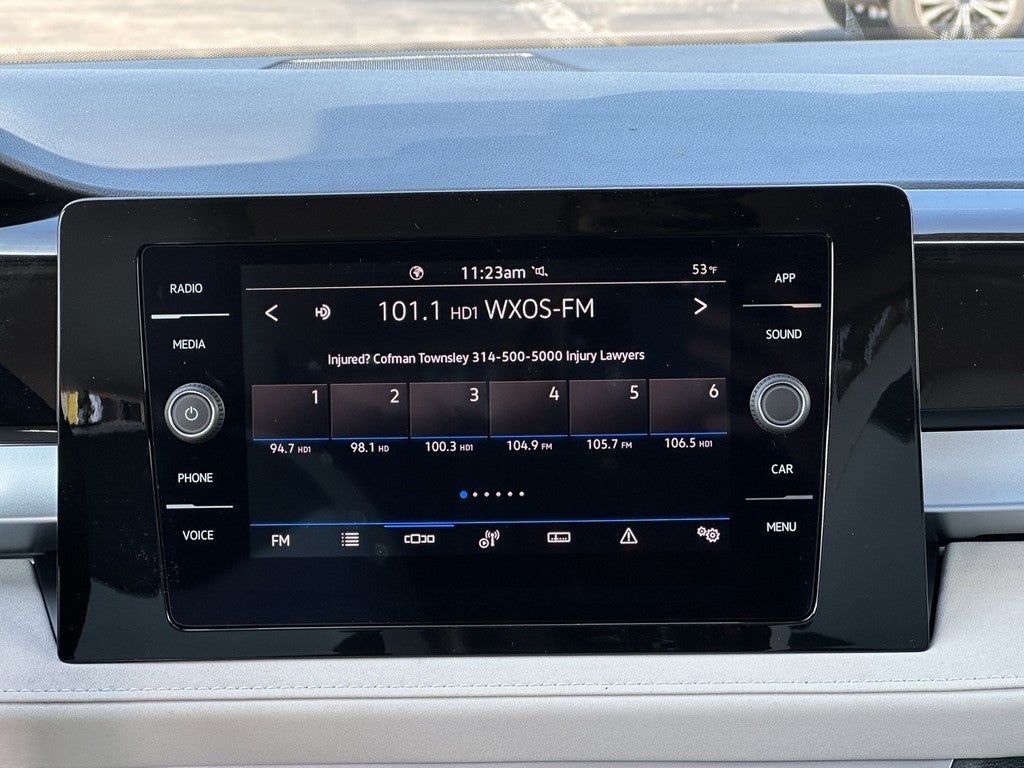 RADIO
MEDIA
PHONE
VOICE
11:23am
53°F
101.1 HD1 WXOS-FM
Injured? Cofman Townsley 314-500-5000 Injury Lawyers
1 2 3 4 5 6
94.7 HD1 98.1 HD 100.3 HD1 104.9 FM 105.7 FM 106.5 HD1
FM
APP
SOUND
CAR
MENU